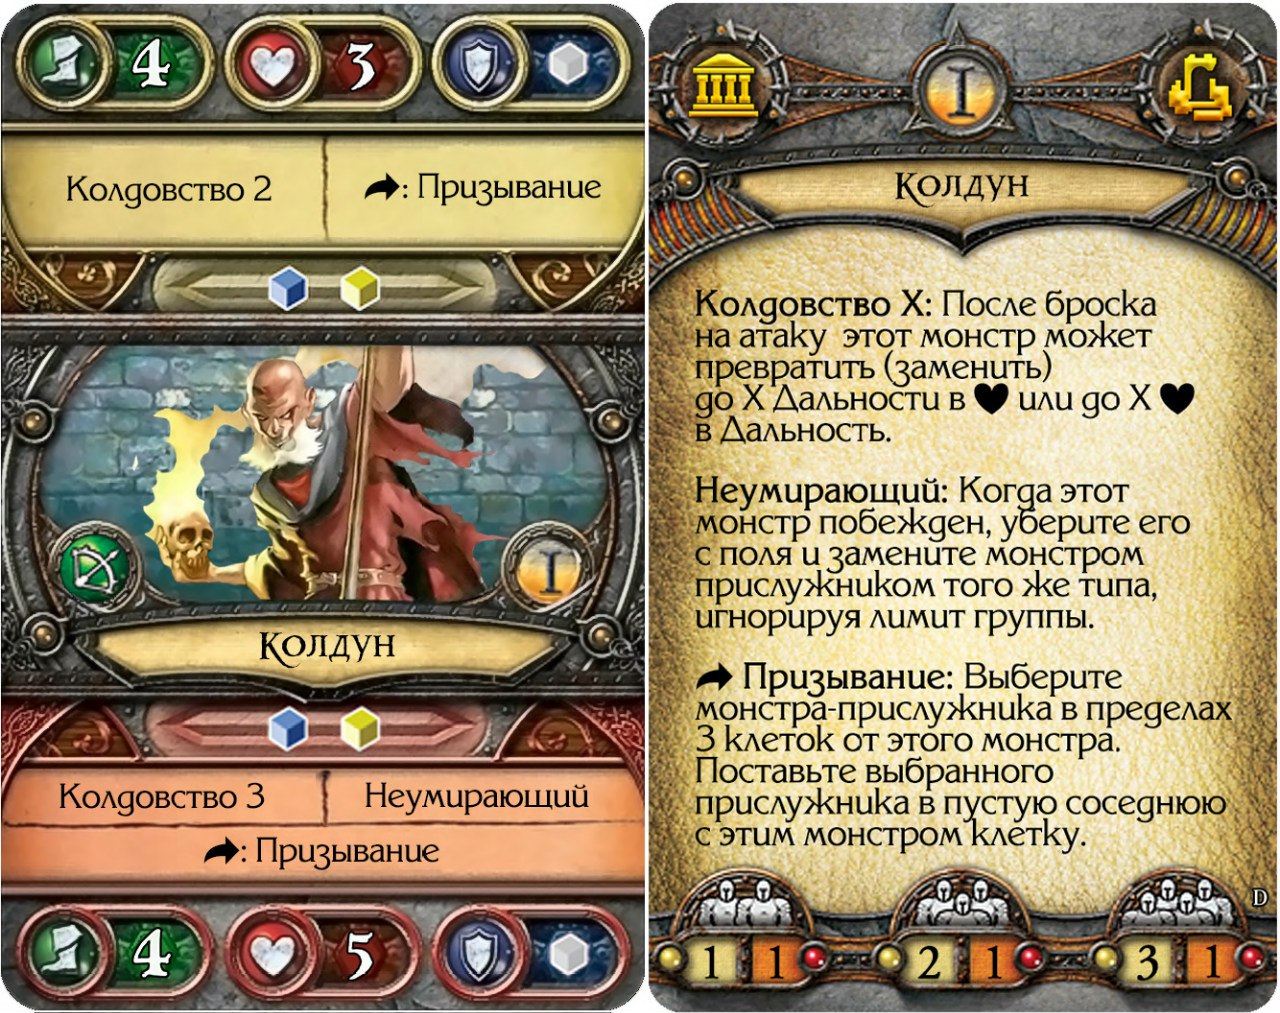 4 3
Колдовство 2 : Призывание
I
Колдун
Колдовство 3 Неумирающий
: Призывание
4 5
I
Колдун
Колдовство X: После броска
на атаку этот монстр может
превратить (заменить)
до X Дальности в или до X
в Дальность.
Неумирающий: Когда этот
монстр побежден, уберите его
с поля и замените монстром
прислужником того же типа,
игнорируя лимит группы.
Призывание: Выберите
монстра-прислужника в пределах
3 клеток от этого монстра.
Поставьте выбранного
прислужника в пустую соседнюю
с этим монстром клетку.
D
1 1 2 1 3 1